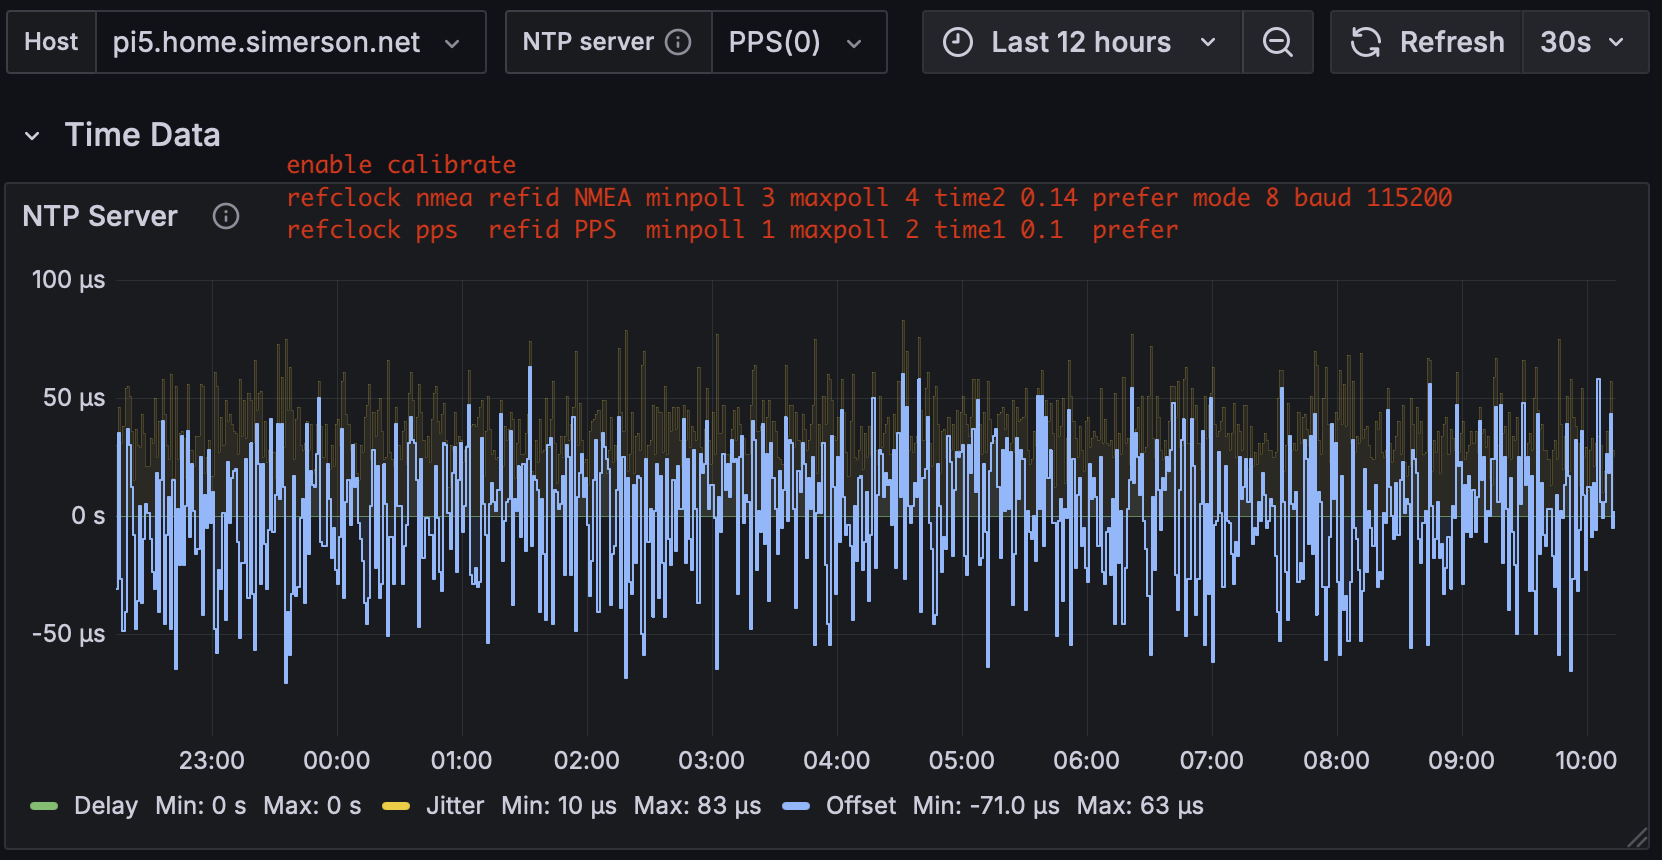 Host pi5.home.simerson.net NTP server PPS(0) Last 12 hours Refresh 30s
Time Data
enable calibrate
refclock nmea refid NMEA minpoll 3 maxpoll 4 time2 0.14 prefer mode 8 baud 115200
NTP Server
refclock pps  refid PPS  minpoll 1 maxpoll 2 time1 0.1  prefer
100 µs
50 µs
0 s
-50 µs
23:00 00:00 01:00 02:00 03:00 04:00 05:00 06:00 07:00 08:00 09:00 10:00
Delay Min: 0 s Max: 0 s Jitter Min: 10 µs Max: 83 µs Offset Min: -71.0 µs Max: 63 µs